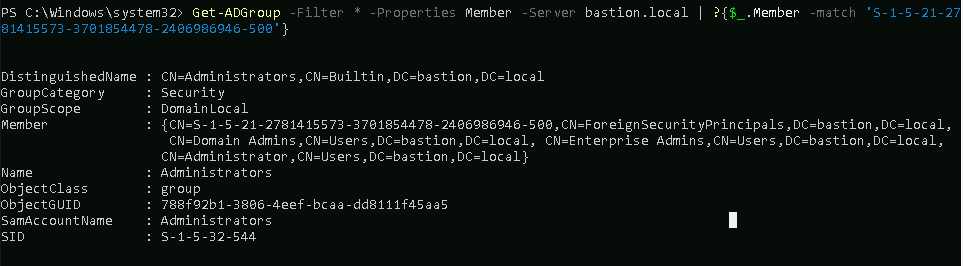 PS C:\Windows\system32> Get-ADGroup -Filter * -Properties Member -Server bastion.local | ?{$_.Member -match 'S-1-5-21-27
81415573-3701854478-2406986946-500'}
DistinguishedName : CN=Administrators,CN=Builtin,DC=bastion,DC=local
GroupCategory : Security
GroupScope : DomainLocal
Member : {CN=S-1-5-21-2781415573-3701854478-2406986946-500,CN=ForeignSecurityPrincipals,DC=bastion,DC=local,
CN=Domain Admins,CN=Users,DC=bastion,DC=local, CN=Enterprise Admins,CN=Users,DC=bastion,DC=local,
CN=Administrator,CN=Users,DC=bastion,DC=local}
Name : Administrators
ObjectClass : group
ObjectGUID : 788f92b1-3806-4eef-bcaa-dd8111f45aa5
SamAccountName : Administrators
SID : S-1-5-32-544